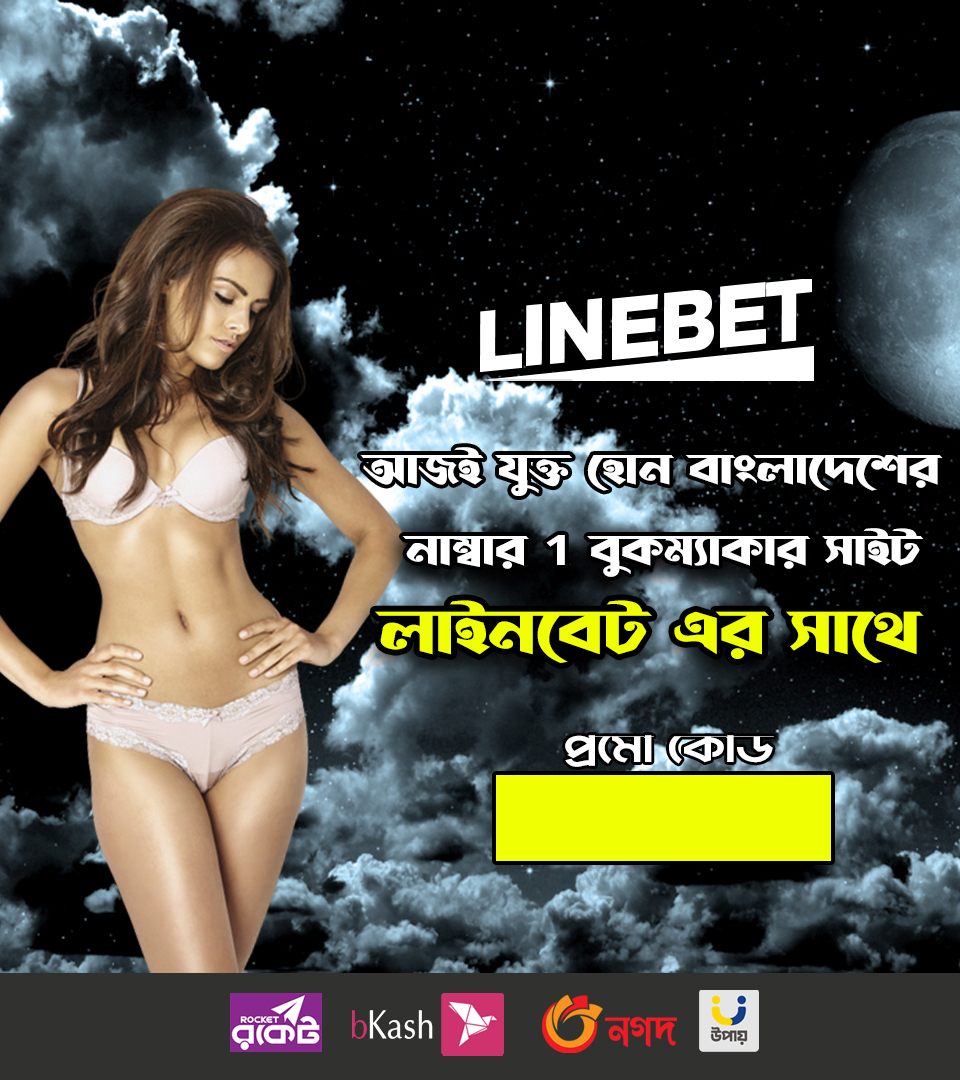 LINEBET
আজই যুক্ত হোন বাংলাদেশের
নাম্বার 1 বুকম্যাকার সাইট
লাইনবেট এর সাথে
প্রমো কোড
ROCKET
রকেট
bKash
নগদ
উপায়